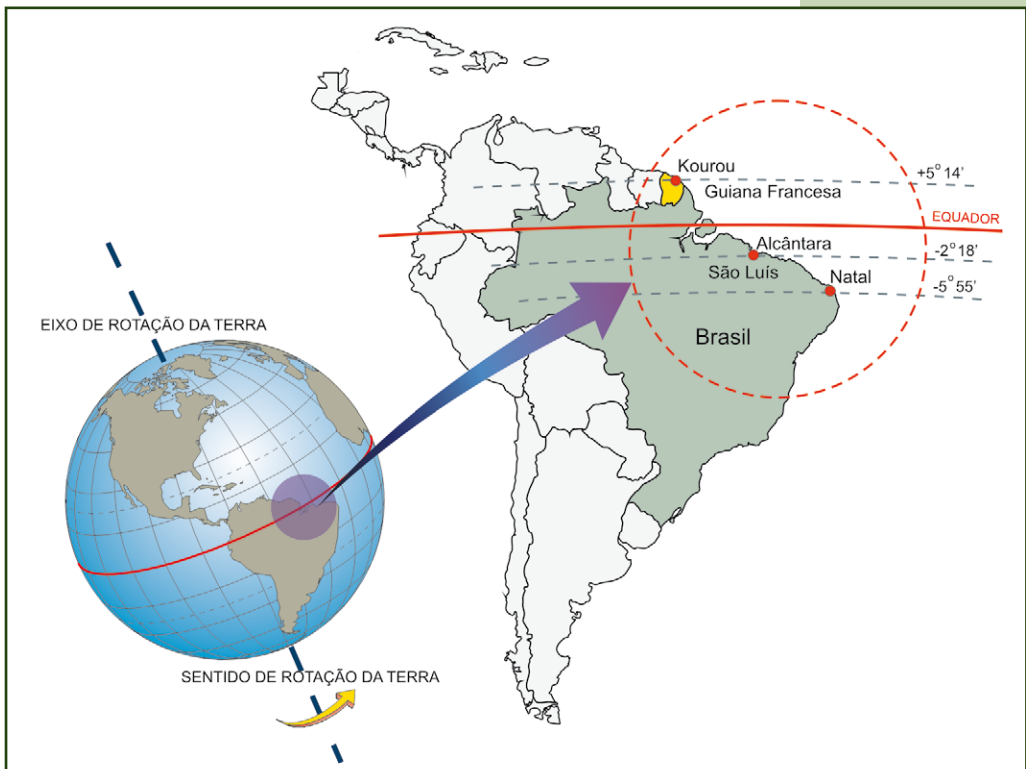 Kourou
+5° 14'
Guiana Francesa
EQUADOR
Alcântara
-2° 18'
São Luís
Natal
-5° 55'
EIXO DE ROTAÇÃO DA TERRA
Brasil
SENTIDO DE ROTAÇÃO DA TERRA